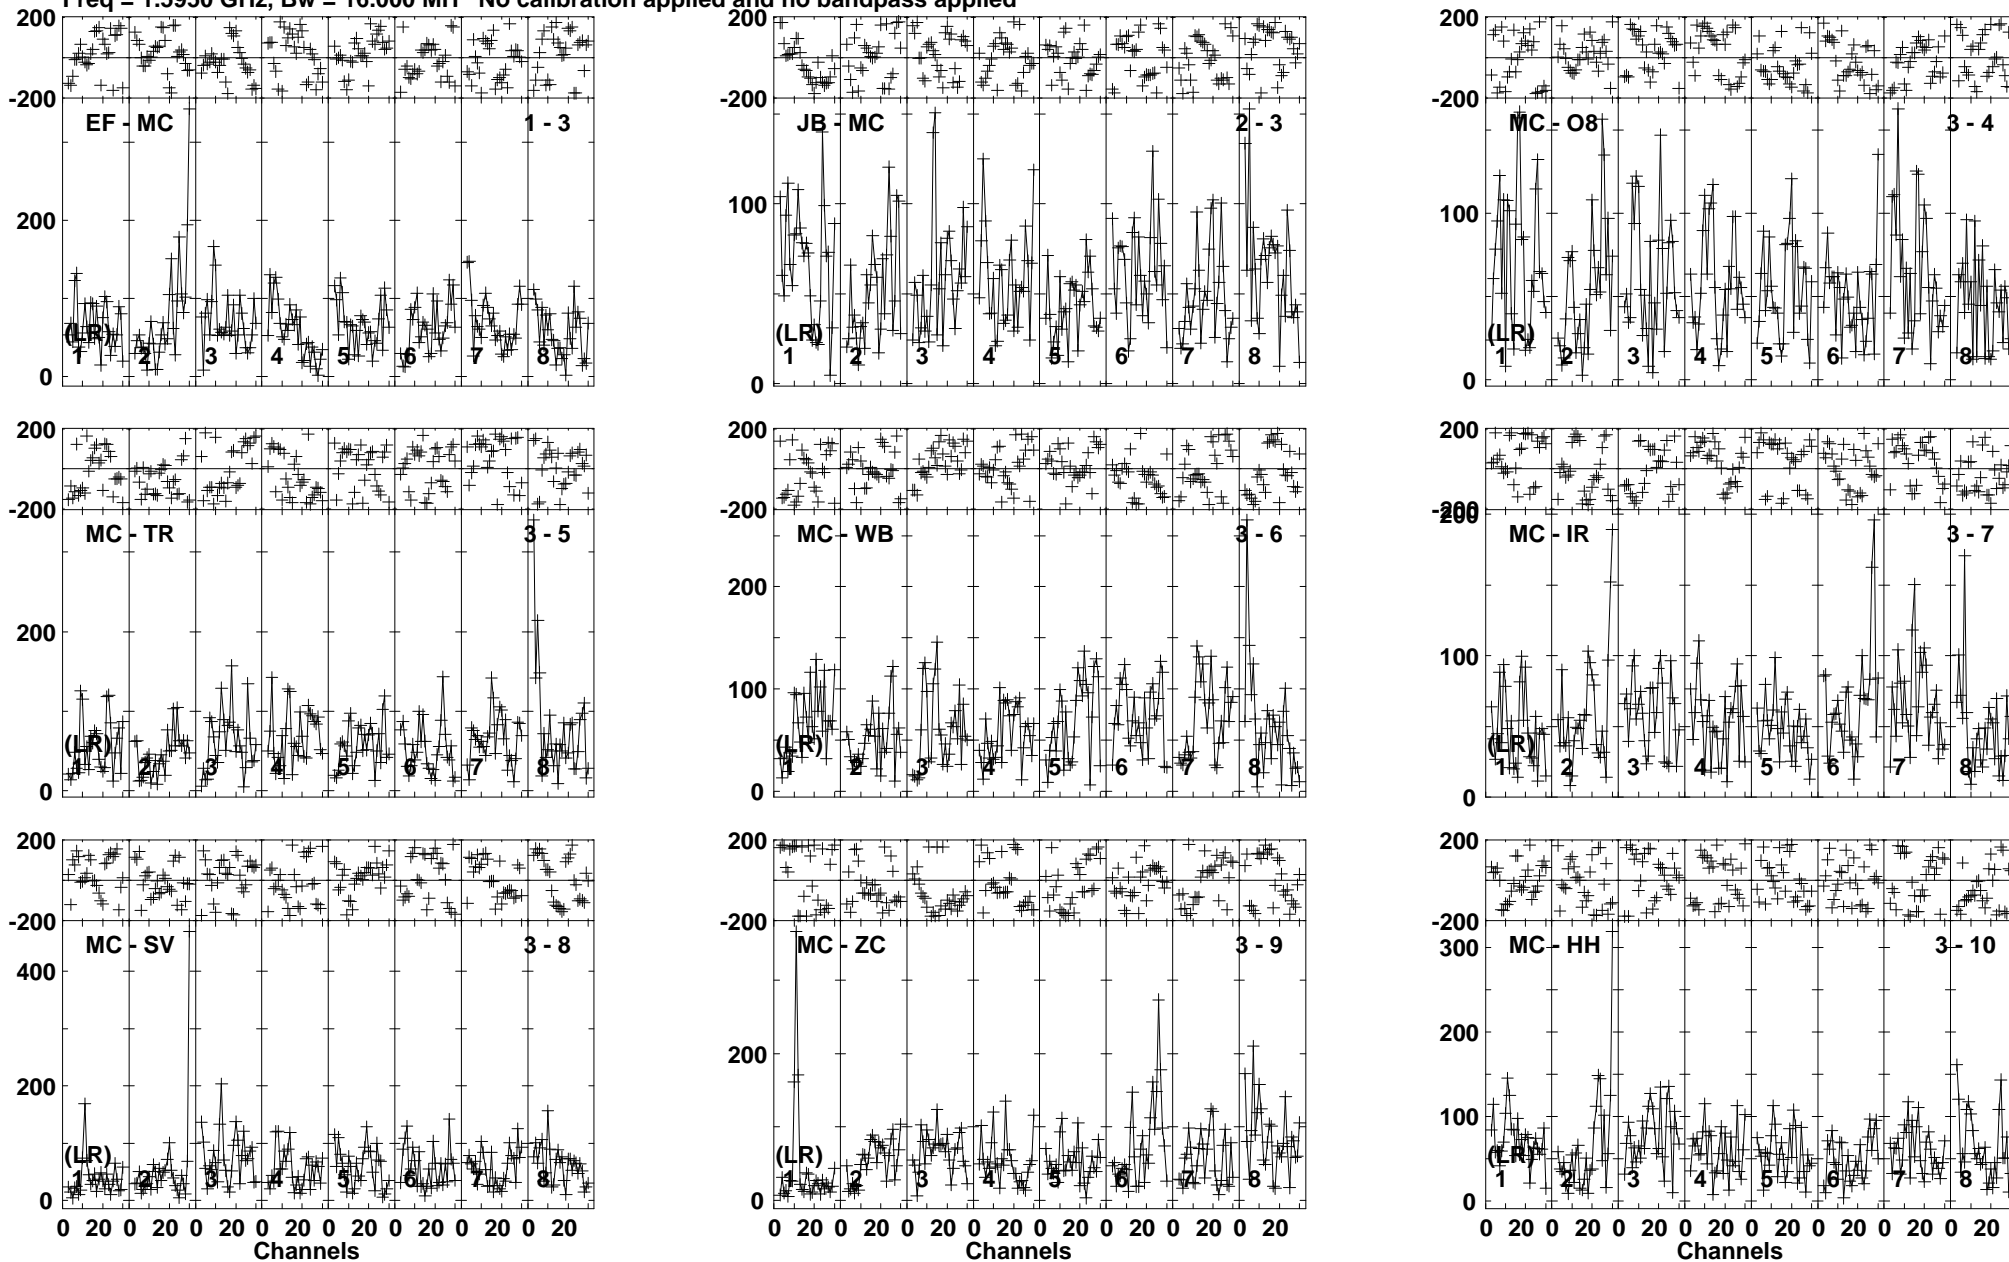 Freq = 1.5950 GHz, Bw = 16.000 MH No calibration applied and no bandpass applied
200 200 200
-200 -200 -200
EF - MC 1 - 3 JB - MC 2 - 3 MC - O8 3 - 4
200 100 100
(LR) (LR) (LR)
1 2 3 4 5 6 7 8 1 2 3 4 5 6 7 8 1 2 3 4 5 6 7 8
0 0 0
200 200 200
-200 -200 -200
200
MC - TR 3 - 5 MC - WB 3 - 6 MC - IR 3 - 7
200 200 100
100
(LR) (LR) (LR)
1 2 3 4 5 6 7 8 1 2 3 4 5 6 7 8 1 2 3 4 5 6 7 8
0 0 0
200 200 200
-200 -200 -200
MC - SV 3 - 8 MC - ZC 3 - 9 MC - HH 3 - 10
400 200 300
200 200
100
(LR) (LR) (LR)
1 2 3 4 5 6 7 8 1 2 3 4 5 6 7 8 1 2 3 4 5 6 7 8
0 0 0
0 20 0 20 0 20 0 20 0 20 0 20 0 20 0 20 0 20 0 20 0 20 0 20 0 20 0 20 0 20 0 20 0 20 0 20 0 20 0 20 0 20 0 20 0 20 0 20
Channels Channels Channels